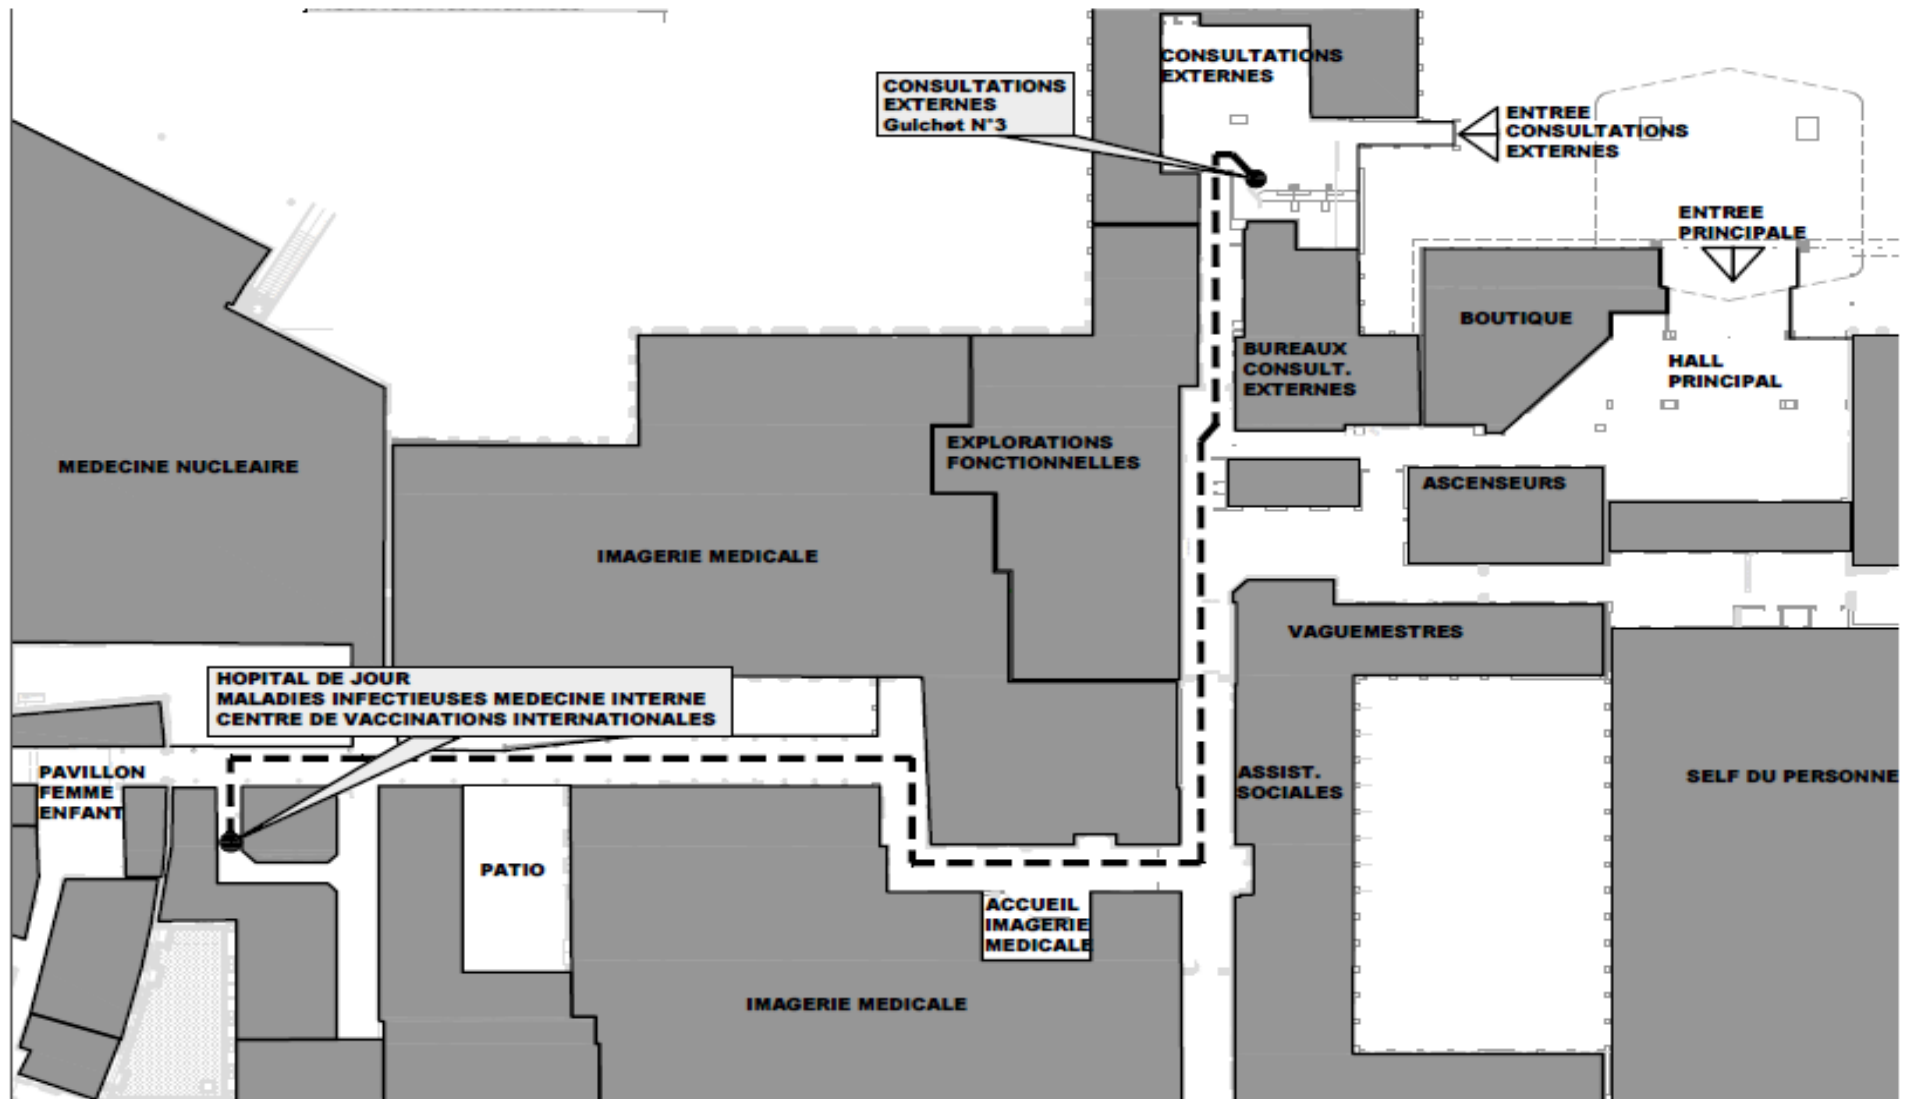 CONSULTATIONS
EXTERNES
CONSULTATIONS
EXTERNES
Guichet N°3
ENTREE
CONSULTATIONS
EXTERNES
ENTREE
PRINCIPALE
BOUTIQUE
BUREAUX
CONSULT.
EXTERNES
HALL
PRINCIPAL
MEDECINE NUCLEAIRE
EXPLORATIONS
FONCTIONNELLES
ASCENSEURS
IMAGERIE MEDICALE
VAGUEMESTRES
HOPITAL DE JOUR
MALADIES INFECTIEUSES MEDECINE INTERNE
CENTRE DE VACCINATIONS INTERNATIONALES
PAVILLON
FEMME
ENFANT
ASSIST.
SOCIALES
SELF DU PERSONNE
PATIO
ACCUEIL
IMAGERIE
MEDICALE
IMAGERIE MEDICALE